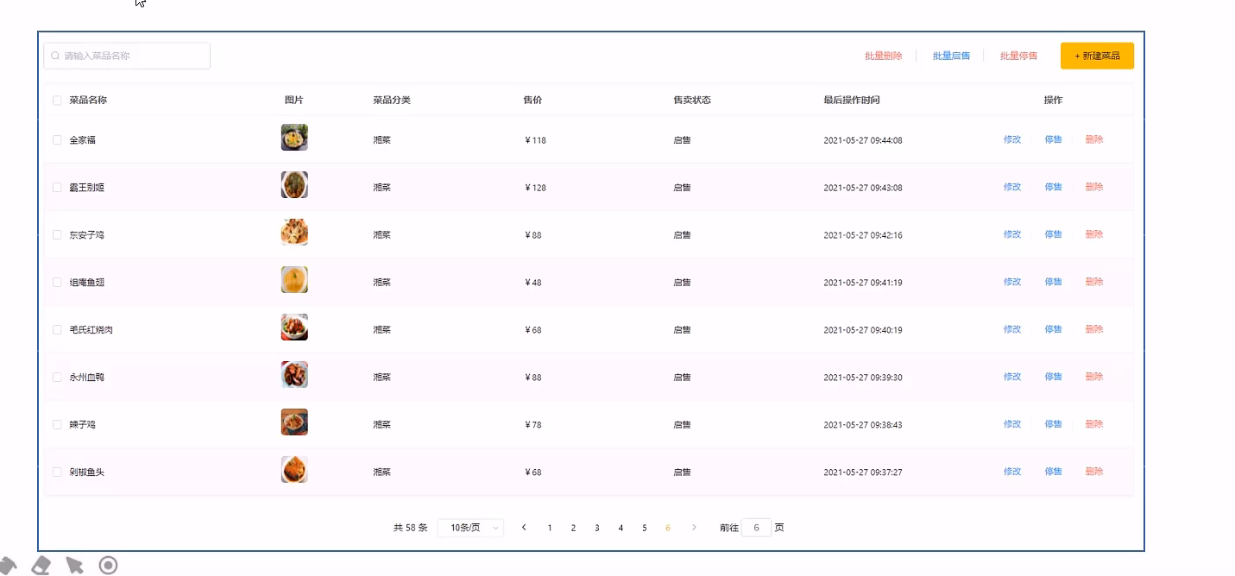 请输入菜品名称 批量删除 批量启售 批量停售 + 新建菜品
菜品名称 图片 菜品分类 售价 售卖状态 最后操作时间 操作
全家福 湘菜 ¥ 118 启售 2021-05-27 09:44:08 修改 停售 删除
霸王别姬 湘菜 ¥ 128 启售 2021-05-27 09:43:08 修改 停售 删除
东安子鸡 湘菜 ¥ 88 启售 2021-05-27 09:42:16 修改 停售 删除
组庵鱼翅 湘菜 ¥ 48 启售 2021-05-27 09:41:19 修改 停售 删除
毛氏红烧肉 湘菜 ¥ 68 启售 2021-05-27 09:40:19 修改 停售 删除
永州血鸭 湘菜 ¥ 88 启售 2021-05-27 09:39:30 修改 停售 删除
辣子鸡 湘菜 ¥ 78 启售 2021-05-27 09:38:43 修改 停售 删除
剁椒鱼头 湘菜 ¥ 68 启售 2021-05-27 09:37:27 修改 停售 删除
共 58 条 10条/页 < 1 2 3 4 5 6 > 前往 6 页